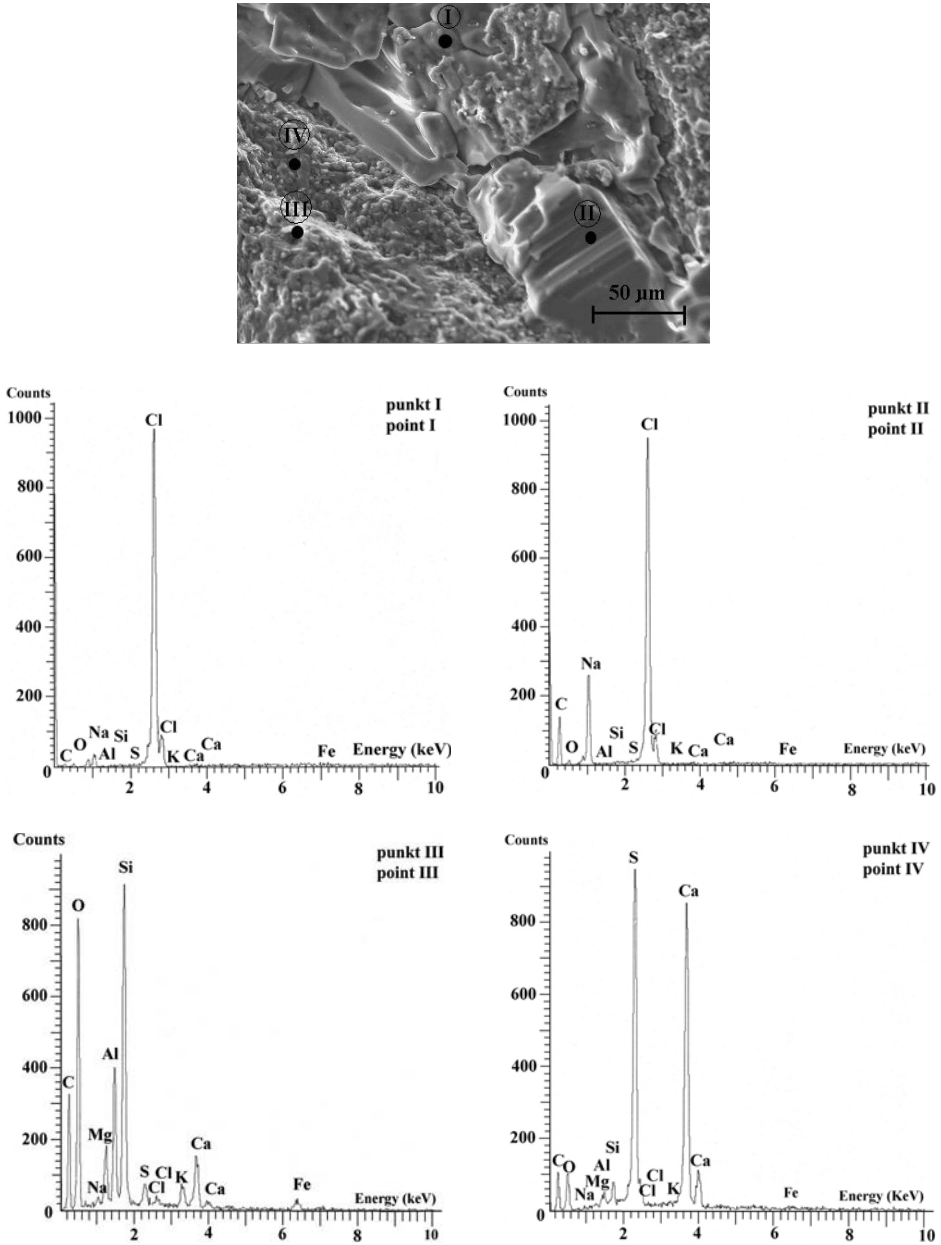 I
IV
III
II
50 µm
Counts
punkt I
point I
1000
800
600
400
200
0
Cl
C
O
Na
Al
Si
S
Cl
K
Ca
Ca
Fe
Energy (keV)
2
4
6
8
10
Counts
punkt II
point II
1000
800
600
400
200
0
Cl
C
O
Na
Al
Si
S
Cl
K
Ca
Ca
Fe
Energy (keV)
2
4
6
8
10
Counts
punkt III
point III
800
600
400
200
0
C
O
Na
Mg
Al
Si
S
Cl
Cl
K
Ca
Ca
Fe
Energy (keV)
2
4
6
8
10
Counts
punkt IV
point IV
800
600
400
200
0
C
O
Na
Mg
Al
Si
S
Cl
Cl
K
Ca
Ca
Fe
Energy (KeV)
2
4
6
8
10